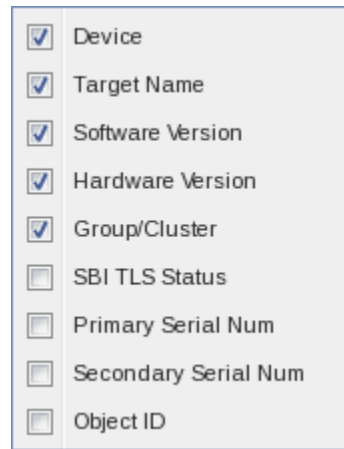 Device
Target Name
Software Version
Hardware Version
Group/Cluster
SBI TLS Status
Primary Serial Num
Secondary Serial Num
Object ID